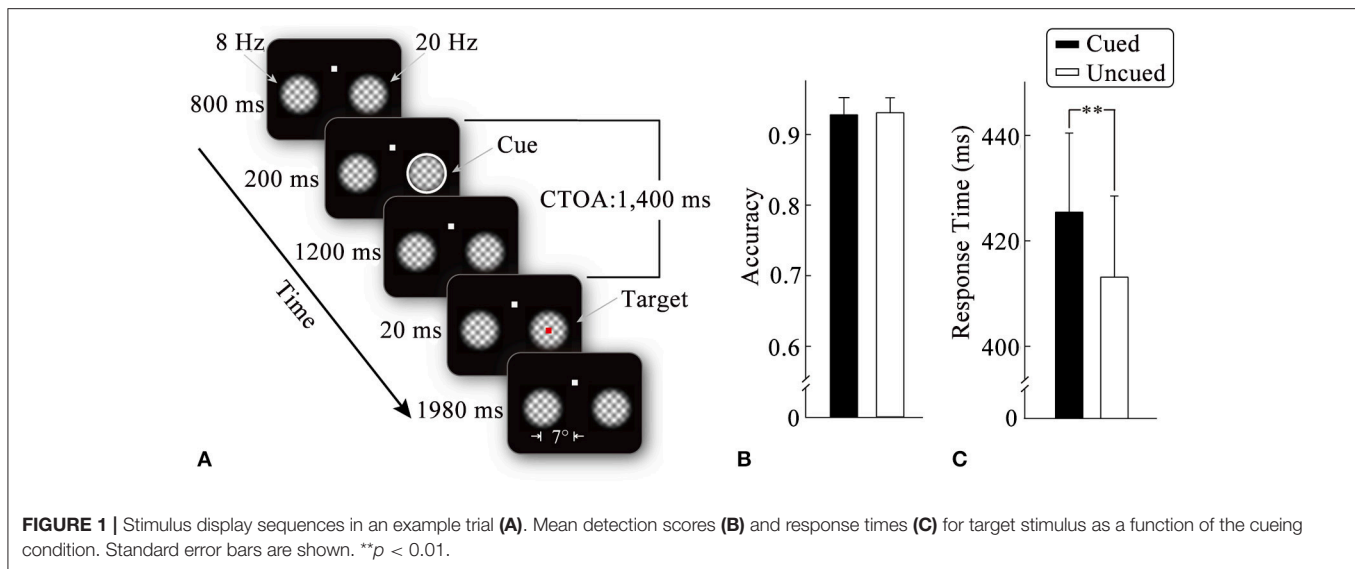 8 Hz
20 Hz
800 ms
Cue
200 ms
CTOA:1,400 ms
1200 ms
Time
Target
20 ms
1980 ms
7°
A
Accuracy
0.9
0.8
0.7
0.6
0
B
Cued
Uncued
Response Time (ms)
440
**
420
400
0
C
FIGURE 1 | Stimulus display sequences in an example trial (A). Mean detection scores (B) and response times (C) for target stimulus as a function of the cueing
condition. Standard error bars are shown. **p < 0.01.